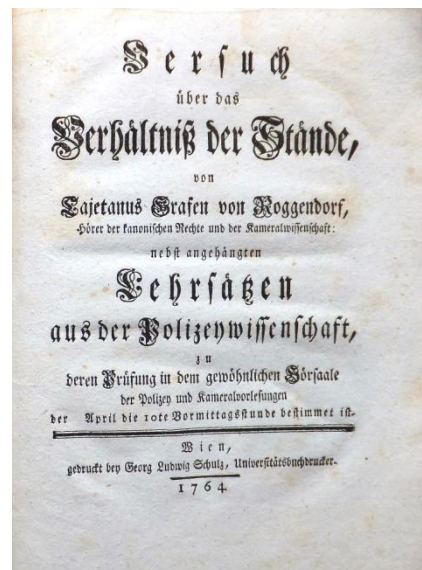 Versuch
über das
Verhältniß der Stände,
von
Cajetanus Grafen von Roggendorf,
Hörer der kanonischen Rechte und der Kameralwissenschaft:
nebst angehängten
Lehrsätzen
aus der Polizeywissenschaft,
zu
deren Prüfung in dem gewöhnlichen Hörsaale
der Polizey und Kameralvorlesungen
der April die 10te Vormittagsstunde bestimmet ist.
Wien,
gedruckt bey Georg Ludwig Schulz, Universitätsbuchdrucker.
1764